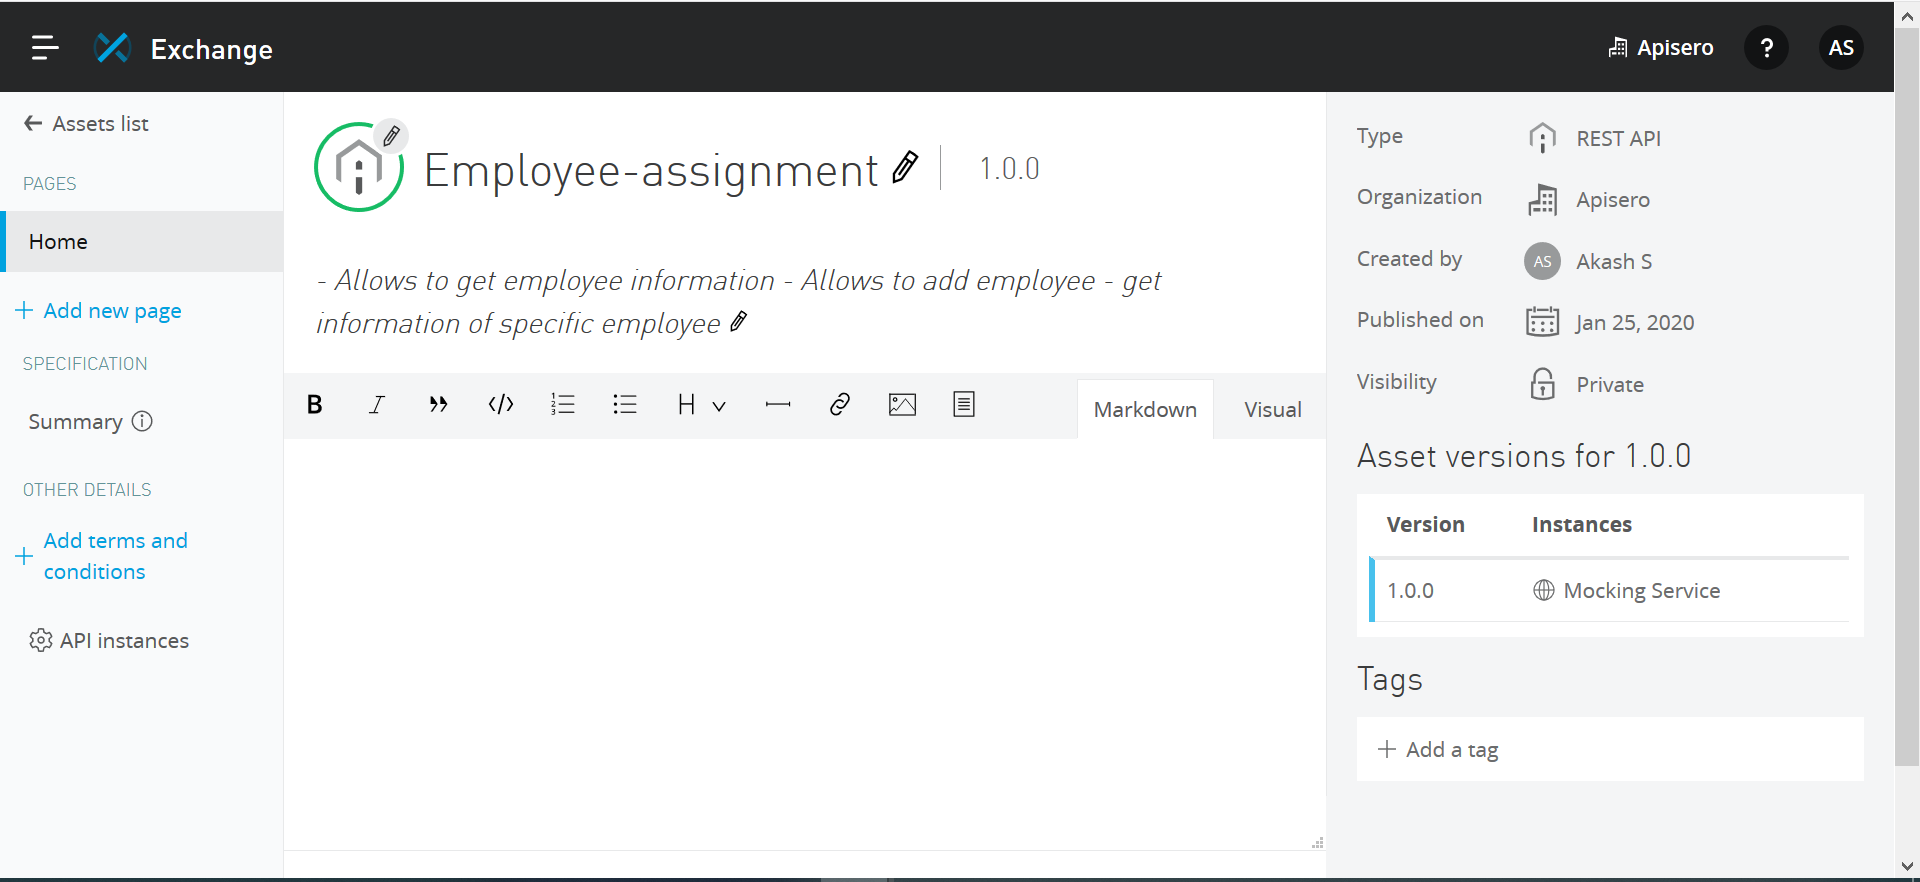 Exchange
Apisero
?
AS
Assets list
PAGES
Home
Add new page
SPECIFICATION
Summary
OTHER DETAILS
Add terms and
conditions
API instances
Employee-assignment
1.0.0
- Allows to get employee information - Allows to add employee - get
information of specific employee
B I H
Markdown
Visual
Type
REST API
Organization
Apisero
Created by
AS
Akash S
Published on
Jan 25, 2020
Visibility
Private
Asset versions for 1.0.0
Version
Instances
1.0.0
Mocking Service
Tags
Add a tag